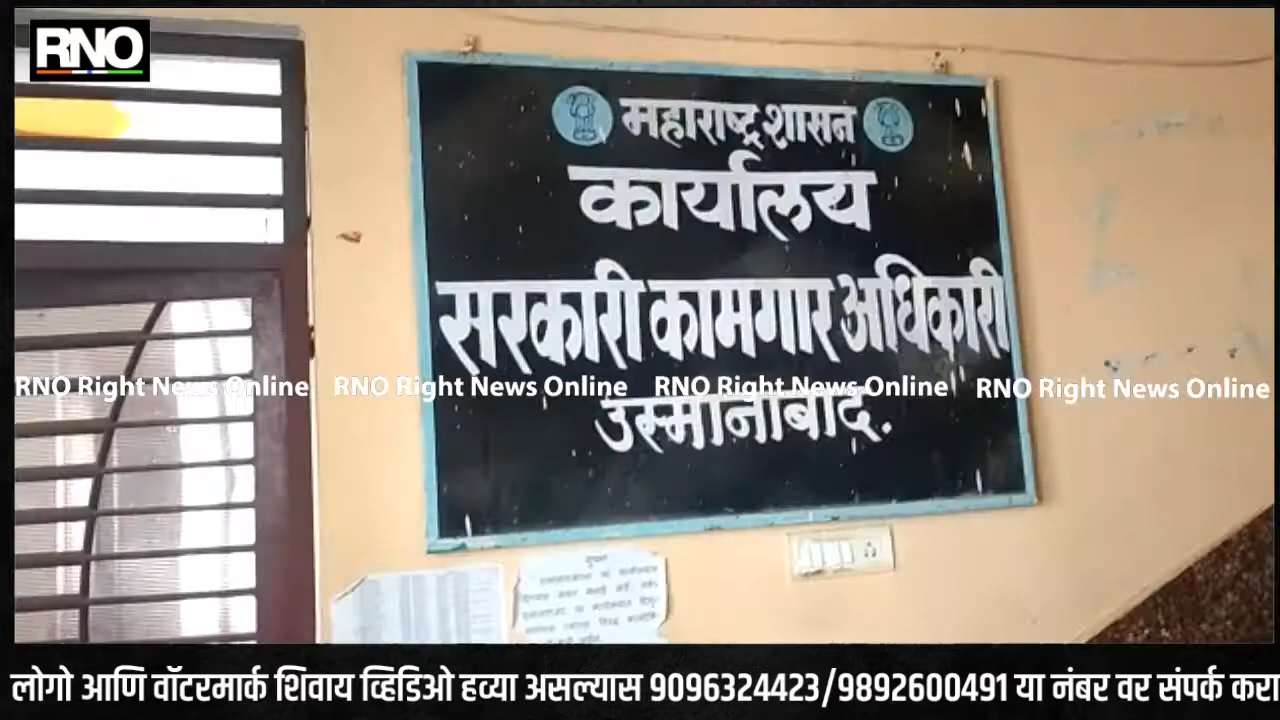 RNO
महाराष्ट्र शासन
कार्यालय
सरकारी कामगार अधिकारी
RNO Right News Online RNO Right News Online RNO Right News Online RNO Right News Online
उस्मानाबाद.
लोगो आणि वॉटरमार्क शिवाय व्हिडिओ हव्या असल्यास 9096324423/9892600491 या नंबर वर संपर्क करा